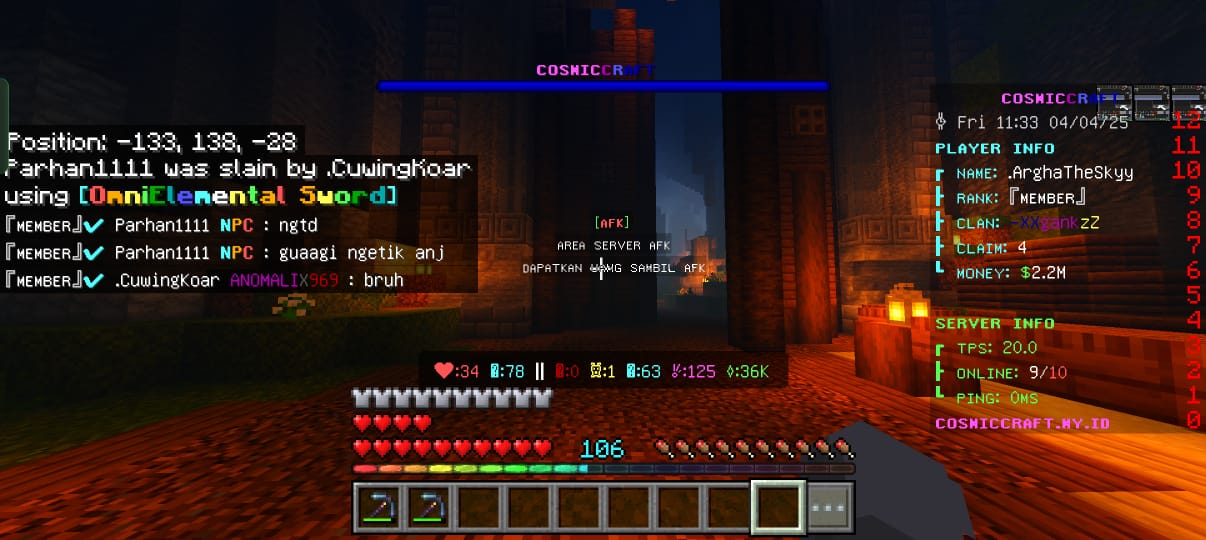 COSMICCRAFT
Position: -133, 138, -28
Parhan1111 was slain by .CuwingKoar
using [OmniElemental Sword]
『MEMBER』✔ Parhan1111 NPC : ngtd
『MEMBER』✔ Parhan1111 NPC : guaagi ngetik anj
『MEMBER』✔ .CuwingKoar ANOMALIX969 : bruh
[AFK]
AREA SERVER AFK
DAPATKAN UANG SAMBIL AFK
:34 :78 || :0 :1 :63 :125 :36K
106
COSMICCRAFT 12
Fri 11:33 04/04/25
PLAYER INFO 11
NAME: .ArghaTheSkyy 10
RANK: 『MEMBER』 9
CLAN: -XXgankzZ 8
CLAIM: 4 7
MONEY: $2.2M 6
5
SERVER INFO 4
TPS: 20.0 3
ONLINE: 9/10 2
PING: 0MS 1
COSMICCRAFT.MY.ID 0